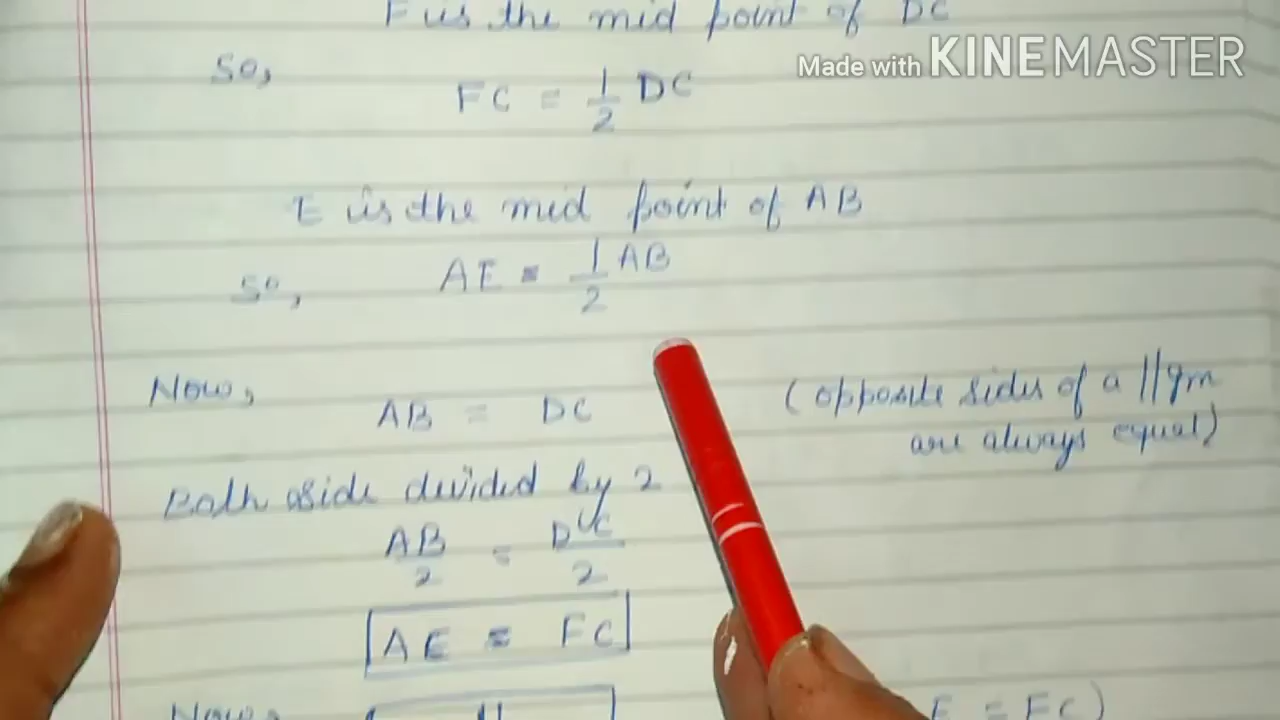 F is the mid point of DC
Made with KINEMASTER
So,
FC = 1/2 DC
E is the mid point of AB
So, AE = 1/2 AB
Now,
AB = DC (opposite sides of a ||gm
are always equal)
Both side divided by 2
AB/2 = DC/2
AE = FC
Now, || E = FC)